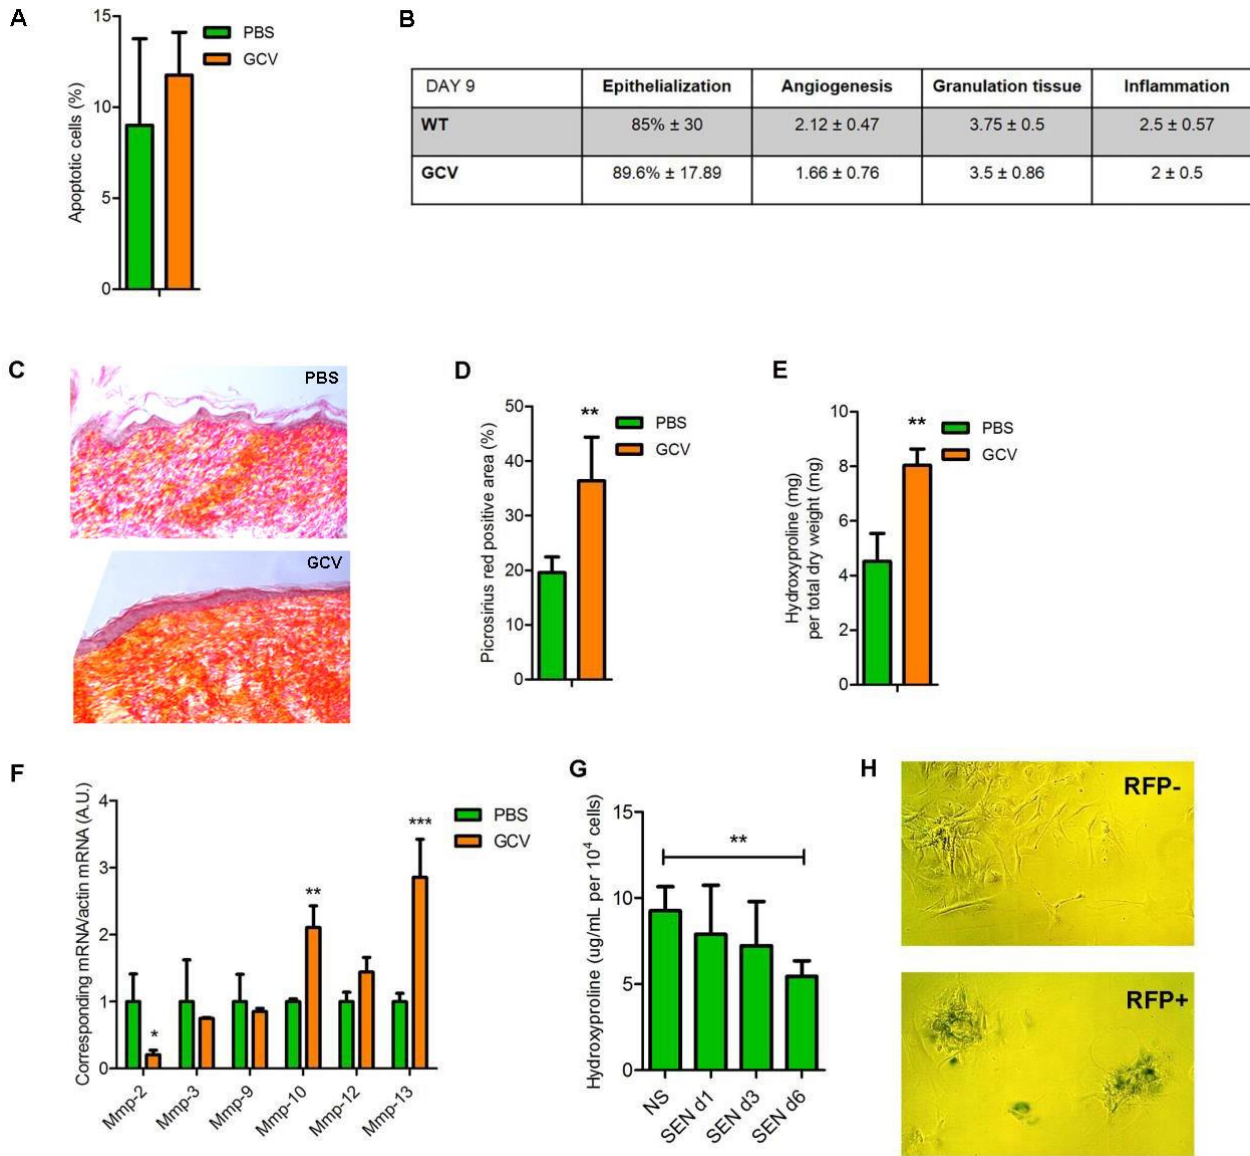 A
15
10
5
0
Apoptotic cells (%)
PBS
GCV
B
DAY 9 Epithelialization Angiogenesis Granulation tissue Inflammation
WT 85% ± 30 2.12 ± 0.47 3.75 ± 0.5 2.5 ± 0.57
GCV 89.6% ± 17.89 1.66 ± 0.76 3.5 ± 0.86 2 ± 0.5
C
PBS
GCV
D
50
40
30
20
10
0
Picrosirius red positive area (%)
**
PBS
GCV
E
10
8
6
4
2
0
Hydroxyproline (mg)
per total dry weight (mg)
**
PBS
GCV
F
4
3
2
1
0
Corresponding mRNA/actin mRNA (A.U.)
* ** ***
PBS
GCV
Mmp-2 Mmp-3 Mmp-9 Mmp-10 Mmp-12 Mmp-13
G
15
10
5
0
Hydroxyproline (ug/mL per 10⁴ cells)
**
NS SEN d1 SEN d3 SEN d6
H
RFP-
RFP+